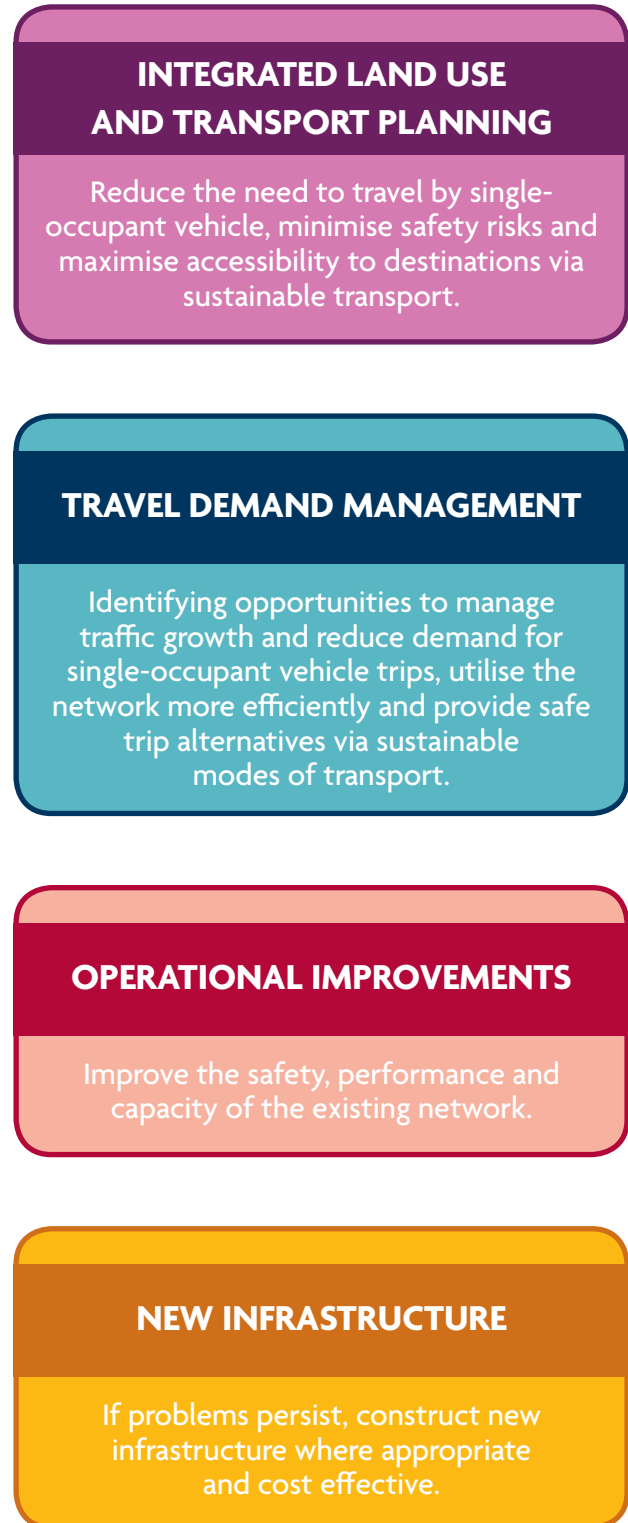 INTEGRATED LAND USE
AND TRANSPORT PLANNING
Reduce the need to travel by single-
occupant vehicle, minimise safety risks and
maximise accessibility to destinations via
sustainable transport.
TRAVEL DEMAND MANAGEMENT
Identifying opportunities to manage
traffic growth and reduce demand for
single-occupant vehicle trips, utilise the
network more efficiently and provide safe
trip alternatives via sustainable
modes of transport.
OPERATIONAL IMPROVEMENTS
Improve the safety, performance and
capacity of the existing network.
NEW INFRASTRUCTURE
If problems persist, construct new
infrastructure where appropriate
and cost effective.